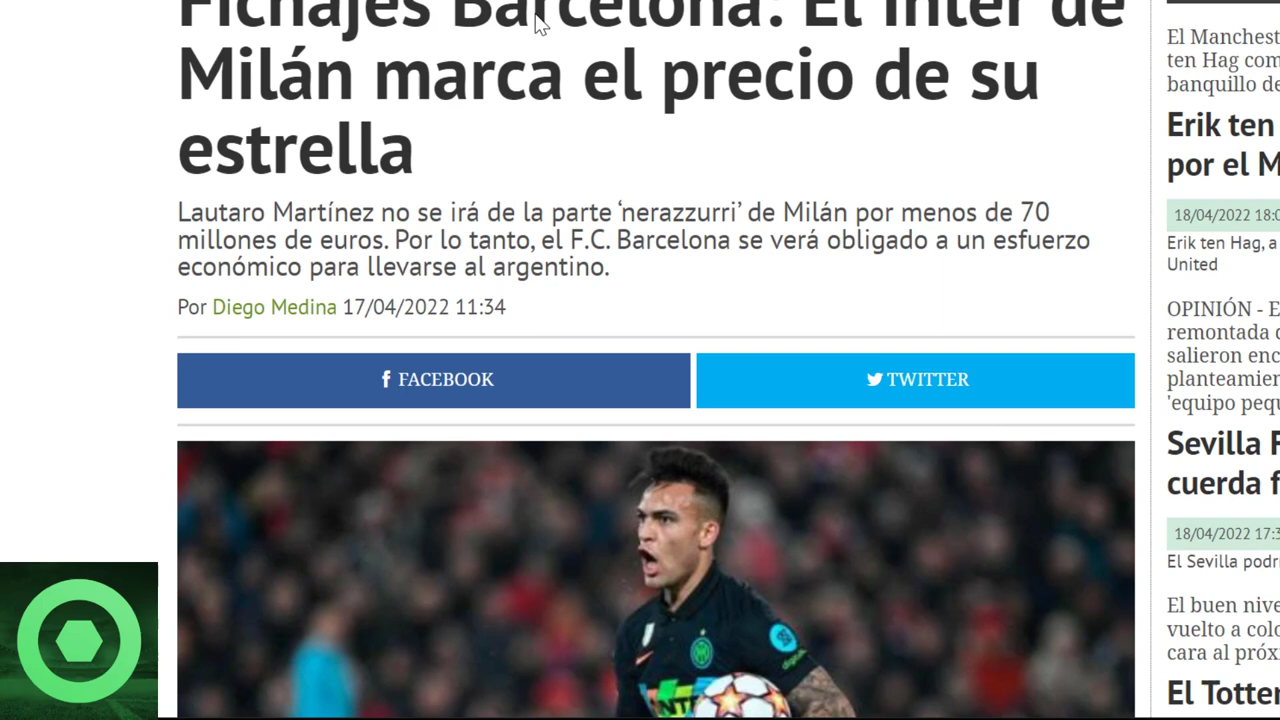 Fichajes Barcelona: El Inter de
Milán marca el precio de su
estrella
Lautaro Martínez no se irá de la parte ‘nerazzurri’ de Milán por menos de 70
millones de euros. Por lo tanto, el F.C. Barcelona se verá obligado a un esfuerzo
económico para llevarse al argentino.
Por Diego Medina 17/04/2022 11:34
FACEBOOK
TWITTER
El Manchest
ten Hag com
banquillo de
Erik ten
por el M
18/04/2022 18:0
Erik ten Hag, a
United
OPINIÓN - E
remontada d
salieron enc
planteamien
'equipo pequ
Sevilla F
cuerda f
18/04/2022 17:3
El Sevilla podr
El buen nive
vuelto a colo
cara al próxi
El Totten